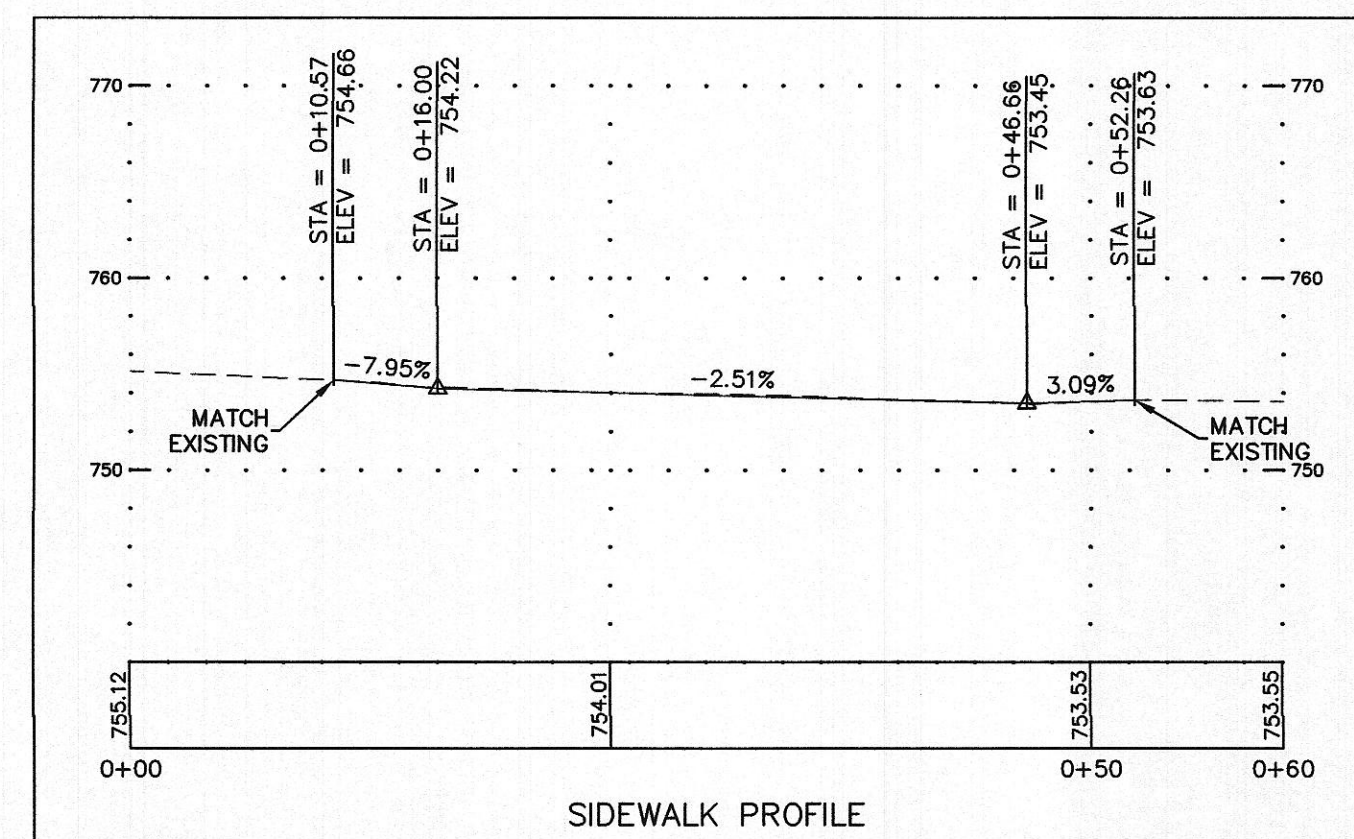 770
STA = 0+10.57
ELEV = 754.66
STA = 0+16.00
ELEV = 754.22
STA = 0+46.66
ELEV = 753.45
STA = 0+52.26
ELEV = 753.63
770
760
760
-7.95%
-2.51%
3.09%
MATCH
EXISTING
MATCH
EXISTING
750
750
755.12
754.01
753.53
753.55
0+00
0+50
0+60
SIDEWALK PROFILE